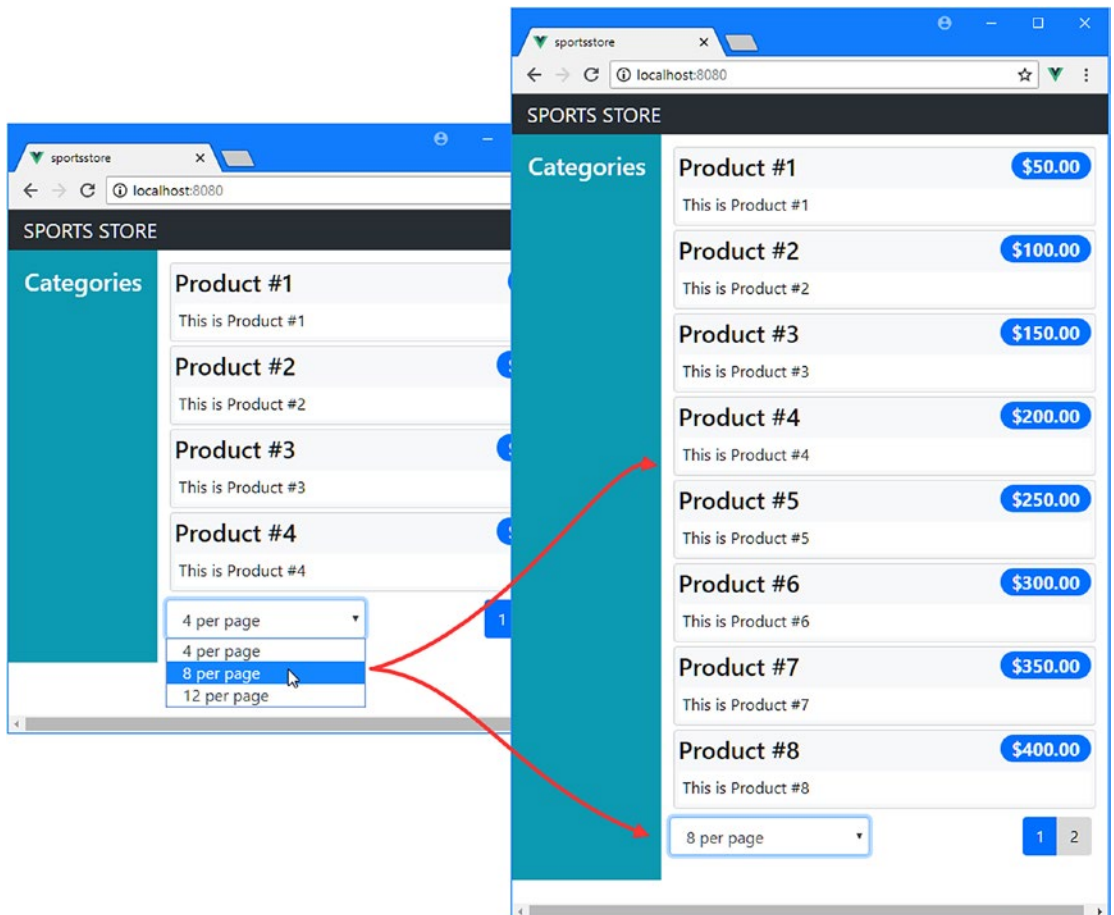 sportsstore
localhost:8080
SPORTS STORE
Categories
Product #1
This is Product #1
Product #2
This is Product #2
Product #3
This is Product #3
Product #4
This is Product #4
4 per page
1
4 per page
8 per page
12 per page
sportsstore
localhost:8080
SPORTS STORE
Categories
Product #1 $50.00
This is Product #1
Product #2 $100.00
This is Product #2
Product #3 $150.00
This is Product #3
Product #4 $200.00
This is Product #4
Product #5 $250.00
This is Product #5
Product #6 $300.00
This is Product #6
Product #7 $350.00
This is Product #7
Product #8 $400.00
This is Product #8
8 per page 1 2